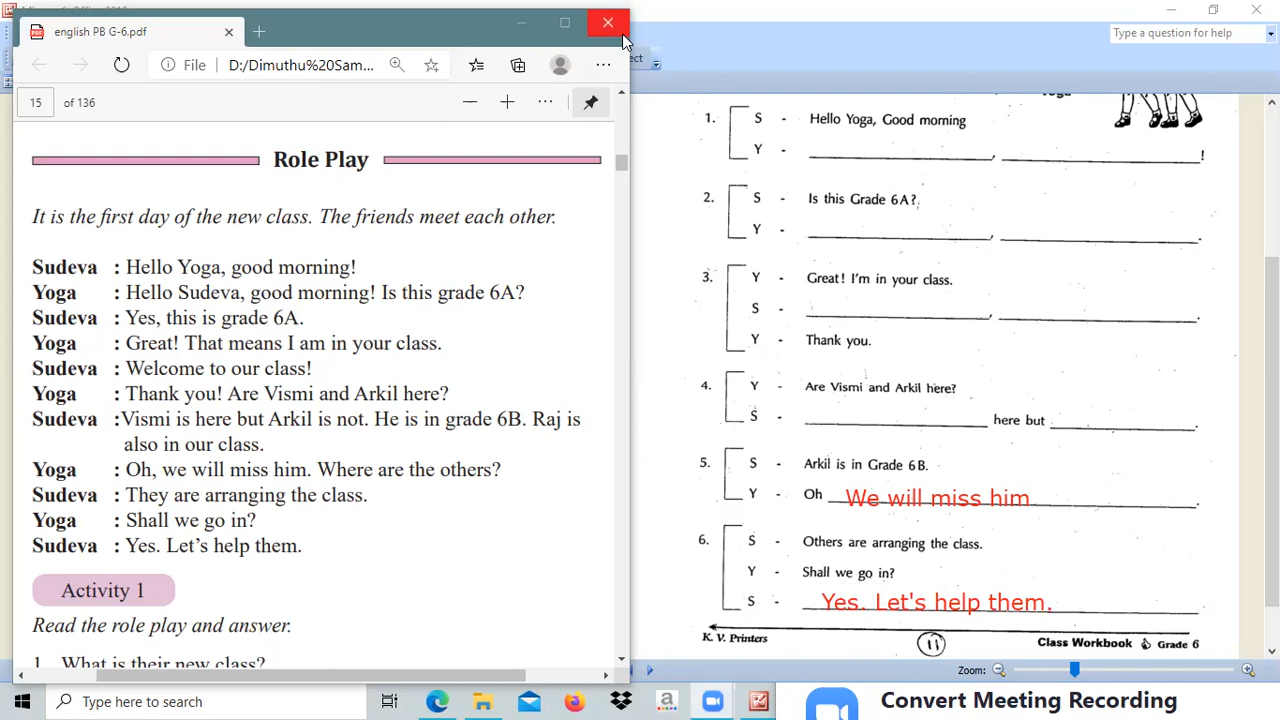 english PB G-6.pdf
File D:/Dimuthu%20Sam...
15 of 136
Role Play
It is the first day of the new class. The friends meet each other.
Sudeva : Hello Yoga, good morning!
Yoga : Hello Sudeva, good morning! Is this grade 6A?
Sudeva : Yes, this is grade 6A.
Yoga : Great! That means I am in your class.
Sudeva : Welcome to our class!
Yoga : Thank you! Are Vismi and Arkil here?
Sudeva :Vismi is here but Arkil is not. He is in grade 6B. Raj is
also in our class.
Yoga : Oh, we will miss him. Where are the others?
Sudeva : They are arranging the class.
Yoga : Shall we go in?
Sudeva : Yes. Let's help them.
Activity 1
Read the role play and answer.
1. What is their new class?
Type here to search
Type a question for help
ect
1. S - Hello Yoga, Good morning
Y - , !
2. S - Is this Grade 6A?
Y - , .
3. Y - Great! I'm in your class.
S - , .
Y - Thank you.
4. Y - Are Vismi and Arkil here?
S - here but .
5. S - Arkil is in Grade 6B.
Y - Oh We will miss him .
6. S - Others are arranging the class.
Y - Shall we go in?
S - Yes. Let's help them.
K. V. Printers 11 Class Workbook Grade 6
Zoom:
Convert Meeting Recording